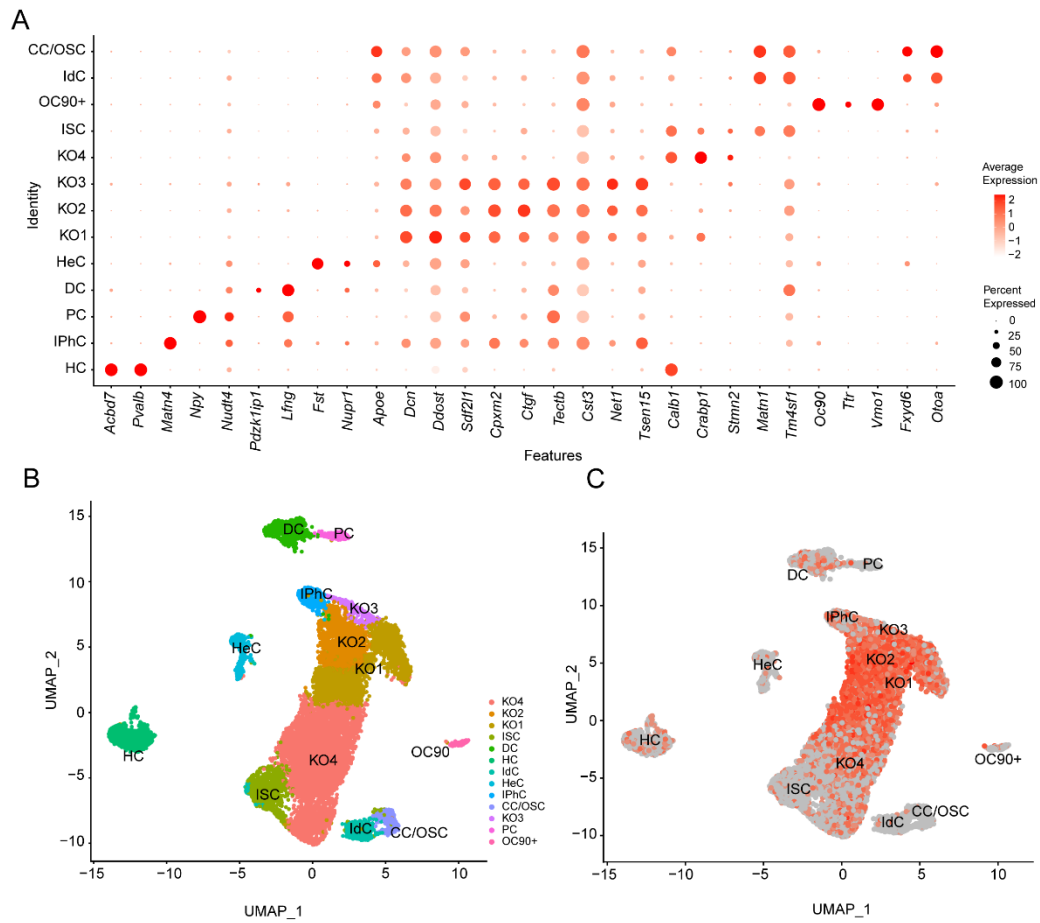 A
CC/OSC
IdC
OC90+
ISC
KO4
KO3
KO2
KO1
HeC
DC
PC
IPhC
HC
Identity
Acbd7
Pvalb
Matn4
Npy
Nudt4
Pdzk1ip1
Lfng
Fst
Nupr1
Apoe
Dcn
Ddost
Sdf2l1
Cpxm2
Ctgf
Tectb
Cst3
Net1
Tsen15
Calb1
Crabp1
Stmn2
Matn1
Tm4sf1
Oc90
Ttr
Vmo1
Fxyd6
Otoa
Features
Average
Expression
2
1
0
−1
−2
Percent
Expressed
0
25
50
75
100
B
15
10
5
0
−5
−10
UMAP_2
−15
−10
−5
0
5
10
UMAP_1
DC
PC
IPhC
KO3
KO2
HeC
KO1
HC
OC90
KO4
ISC
IdC
CC/OSC
KO4
KO2
KO1
ISC
DC
HC
IdC
HeC
IPhC
CC/OSC
KO3
PC
OC90+
C
15
10
5
0
−5
−10
UMAP_2
−15
−10
−5
0
5
10
UMAP_1
DC
PC
IPhC
KO3
KO2
HeC
KO1
HC
OC90+
KO4
ISC
CC/OSC
IdC